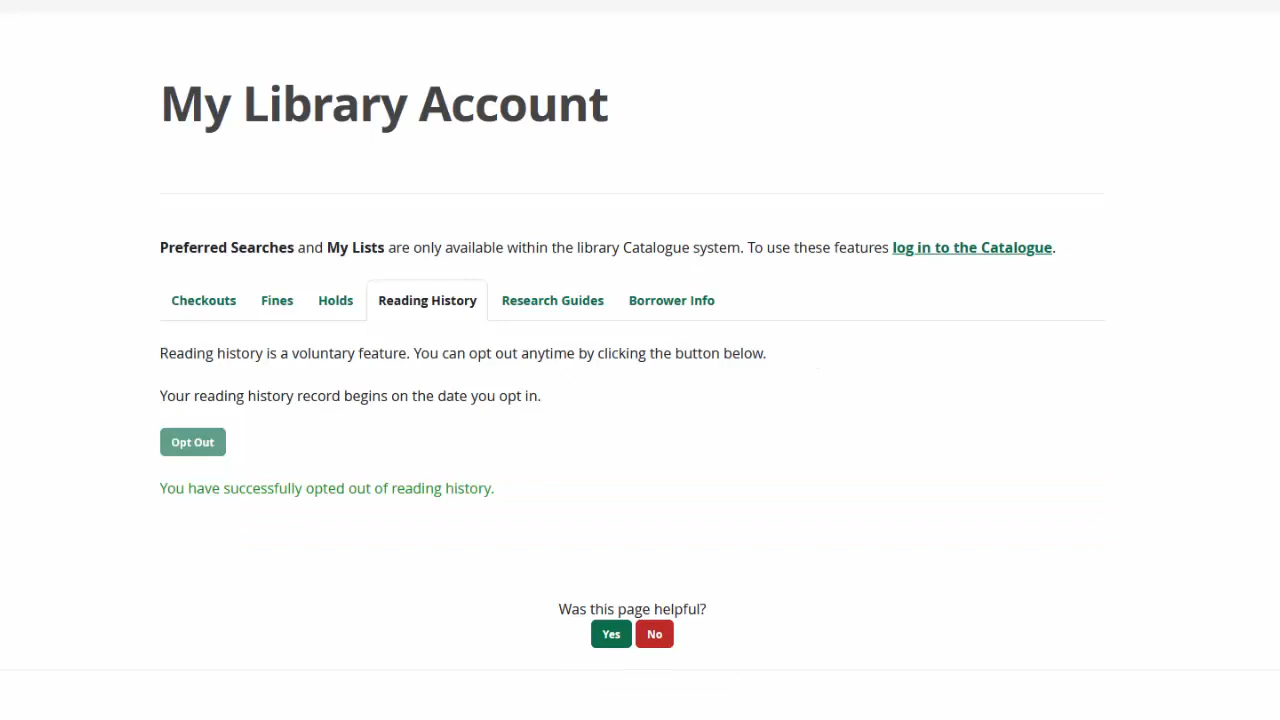 My Library Account
Preferred Searches and My Lists are only available within the library Catalogue system. To use these features log in to the Catalogue.
Checkouts Fines Holds Reading History Research Guides Borrower Info
Reading history is a voluntary feature. You can opt out anytime by clicking the button below.
Your reading history record begins on the date you opt in.
Opt Out
You have successfully opted out of reading history.
Was this page helpful?
Yes No